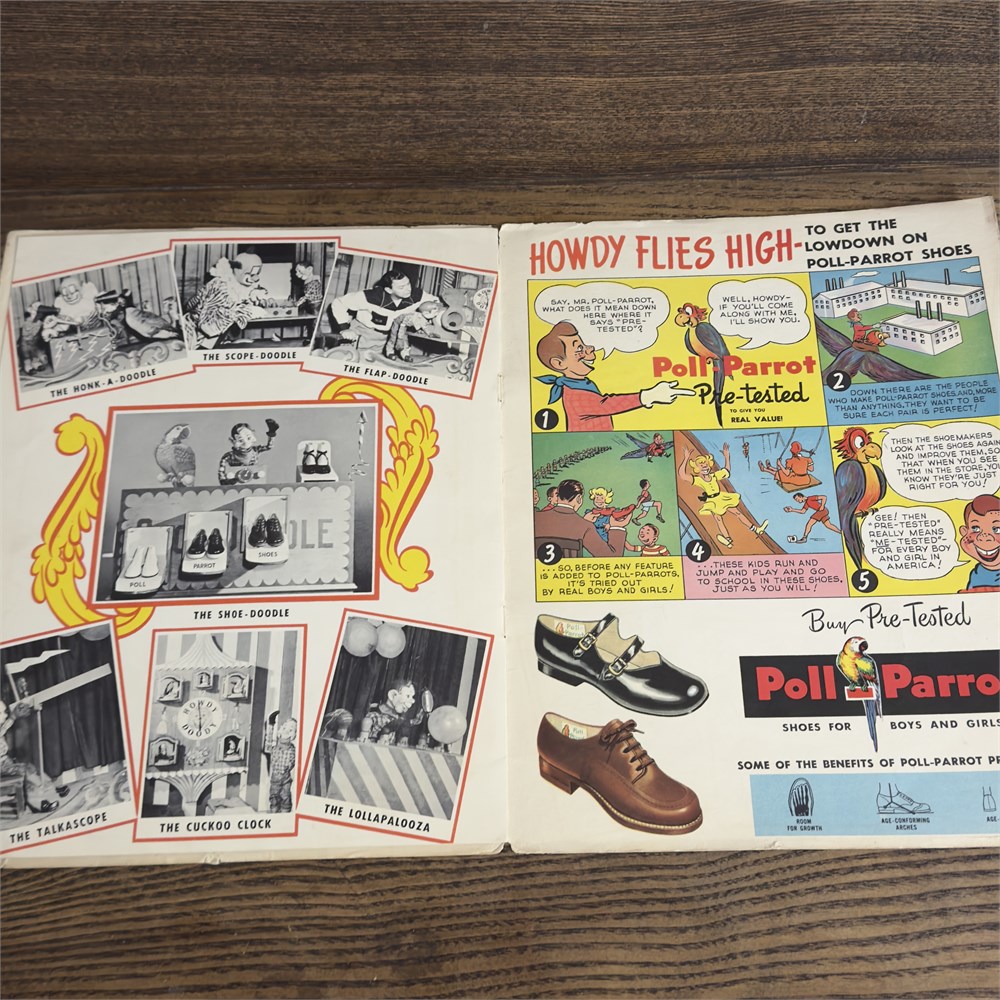 THE HONK-A-DOODLE
THE SCOPE-DOODLE
THE FLAP-DOODLE
POLL
PARROT
SHOES
THE SHOE-DOODLE
THE TALKASCOPE
HOWDY
DOODY
THE CUCKOO CLOCK
THE LOLLAPALOOZA
HOWDY FLIES HIGH-
TO GET THE
LOWDOWN ON
POLL-PARROT SHOES
SAY, MR. POLL-PARROT,
WHAT DOES IT MEAN DOWN
HERE WHERE IT
SAYS "PRE-
TESTED"?
WELL, HOWDY-
IF YOU'LL COME
ALONG WITH ME,
I'LL SHOW YOU.
Poll-Parrot
Pre-tested
TO GIVE YOU
REAL VALUE!
1
2
DOWN THERE ARE THE PEOPLE
WHO MAKE POLL-PARROT SHOES, AND, MORE
THAN ANYTHING, THEY WANT TO BE
SURE EACH PAIR IS PERFECT!
3
...SO, BEFORE ANY FEATURE
IS ADDED TO POLL-PARROTS,
IT'S TRIED OUT
BY REAL BOYS AND GIRLS!
4
...THESE KIDS RUN AND
JUMP AND PLAY AND GO
TO SCHOOL IN THESE SHOES,
JUST AS YOU WILL!
THEN THE SHOEMAKERS
LOOK AT THE SHOES AGAIN
AND IMPROVE THEM, SO
THAT WHEN YOU SEE
THEM IN THE STORE, YOU
KNOW THEY'RE JUST
RIGHT FOR YOU!
GEE! THEN
"PRE-TESTED"
REALLY MEANS
"ME-TESTED"-
FOR EVERY BOY
AND GIRL IN
AMERICA!
5
Buy Pre-Tested
Poll Parro
SHOES FOR BOYS AND GIRLS
SOME OF THE BENEFITS OF POLL-PARROT PR
ROOM
FOR GROWTH
AGE-CONFORMING
ARCHES
AGE-